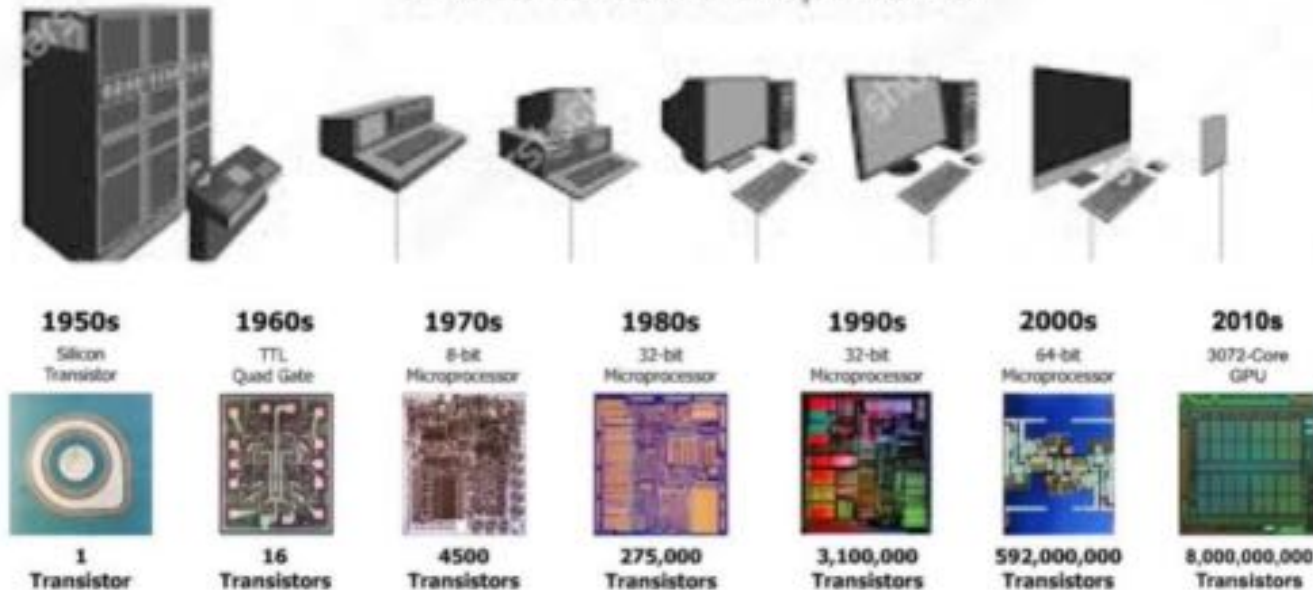 1950s
Silicon
Transistor
1
Transistor
1960s
TTL
Quad Gate
16
Transistors
1970s
8-bit
Microprocessor
4500
Transistors
1980s
32-bit
Microprocessor
275,000
Transistors
1990s
32-bit
Microprocessor
3,100,000
Transistors
2000s
64-bit
Microprocessor
592,000,000
Transistors
2010s
3072-Core
GPU
8,000,000,000
Transistors